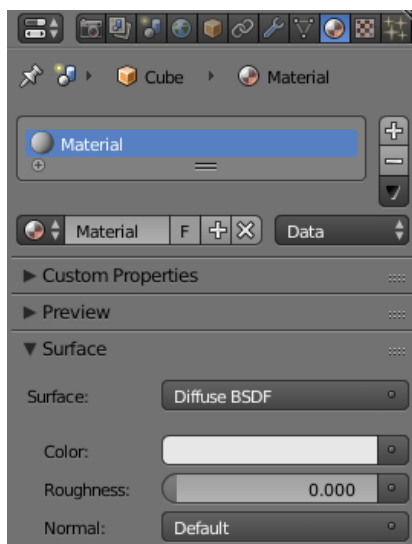 Cube Material
Material
Material F Data
Custom Properties
Preview
Surface
Surface: Diffuse BSDF
Color:
Roughness: 0.000
Normal: Default